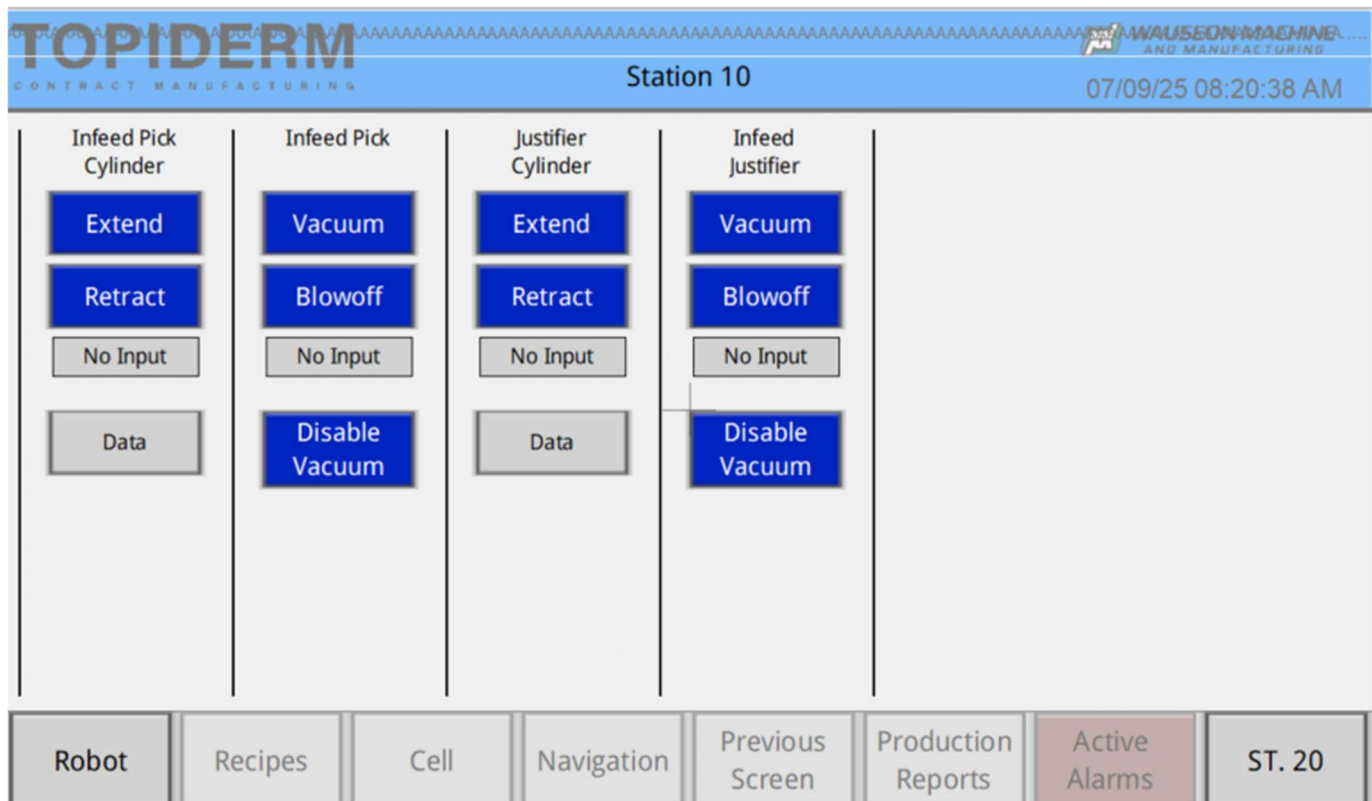 TOPIDERM
CONTRACT MANUFACTURING
WAUSEON MACHINE
AND MANUFACTURING
Station 10
07/09/25 08:20:38 AM
Infeed Pick
Cylinder
Extend
Retract
No Input
Data
Infeed Pick
Vacuum
Blowoff
No Input
Disable
Vacuum
Justifier
Cylinder
Extend
Retract
No Input
Data
Infeed
Justifier
Vacuum
Blowoff
No Input
Disable
Vacuum
Robot
Recipes
Cell
Navigation
Previous
Screen
Production
Reports
Active
Alarms
ST. 20